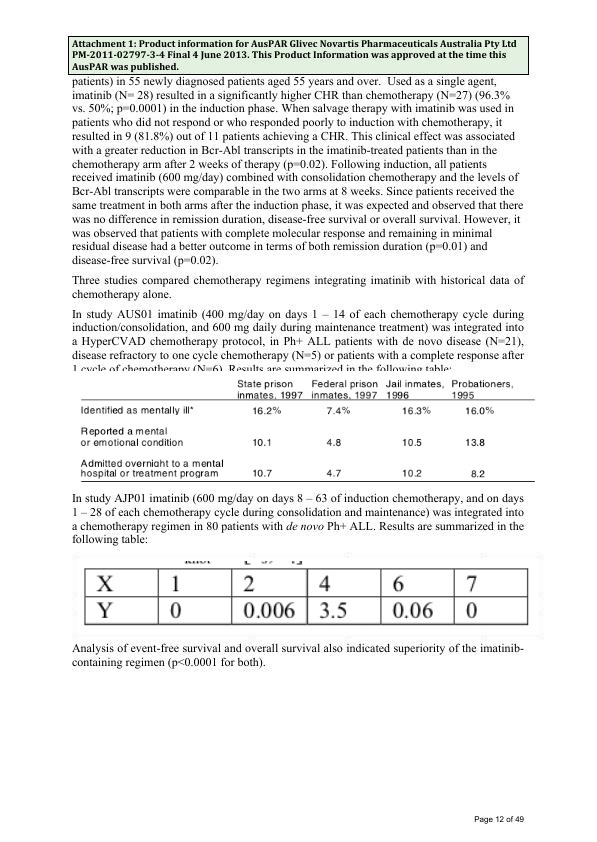 Attachment 1: Product information for AusPAR Glivec Novartis Pharmaceuticals Australia Pty Ltd
PM-2011-02797-3-4 Final 4 June 2013. This Product Information was approved at the time this
AusPAR was published.
patients) in 55 newly diagnosed patients aged 55 years and over.  Used as a single agent,
imatinib (N= 28) resulted in a significantly higher CHR than chemotherapy (N=27) (96.3%
vs. 50%; p=0.0001) in the induction phase. When salvage therapy with imatinib was used in
patients who did not respond or who responded poorly to induction with chemotherapy, it
resulted in 9 (81.8%) out of 11 patients achieving a CHR. This clinical effect was associated
with a greater reduction in Bcr-Abl transcripts in the imatinib-treated patients than in the
chemotherapy arm after 2 weeks of therapy (p=0.02). Following induction, all patients
received imatinib (600 mg/day) combined with consolidation chemotherapy and the levels of
Bcr-Abl transcripts were comparable in the two arms at 8 weeks. Since patients received the
same treatment in both arms after the induction phase, it was expected and observed that there
was no difference in remission duration, disease-free survival or overall survival. However, it
was observed that patients with complete molecular response and remaining in minimal
residual disease had a better outcome in terms of both remission duration (p=0.01) and
disease-free survival (p=0.02).
Three studies compared chemotherapy regimens integrating imatinib with historical data of
chemotherapy alone.
In study AUS01 imatinib (400 mg/day on days 1 – 14 of each chemotherapy cycle during
induction/consolidation, and 600 mg daily during maintenance treatment) was integrated into
a HyperCVAD chemotherapy protocol, in Ph+ ALL patients with de novo disease (N=21),
disease refractory to one cycle chemotherapy (N=5) or patients with a complete response after
1 cycle of chemotherapy (N=6). Results are summarized in the following table:
State prison Federal prison Jail inmates, Probationers,
inmates, 1997 inmates, 1997 1996 1995
Identified as mentally ill* 16.2% 7.4% 16.3% 16.0%
Reported a mental
or emotional condition 10.1 4.8 10.5 13.8
Admitted overnight to a mental
hospital or treatment program 10.7 4.7 10.2 8.2
In study AJP01 imatinib (600 mg/day on days 8 – 63 of induction chemotherapy, and on days
1 – 28 of each chemotherapy cycle during consolidation and maintenance) was integrated into
a chemotherapy regimen in 80 patients with de novo Ph+ ALL. Results are summarized in the
following table:
X 1 2 4 6 7
Y 0 0.006 3.5 0.06 0
Analysis of event-free survival and overall survival also indicated superiority of the imatinib-
containing regimen (p<0.0001 for both).
Page 12 of 49